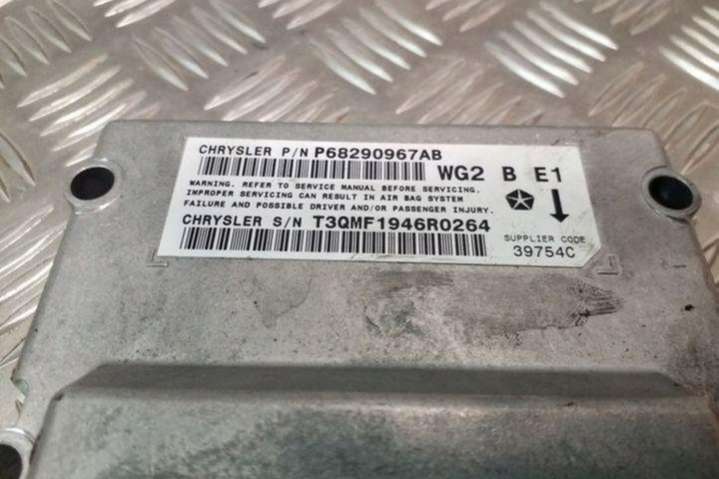 CHRYSLER P/N P68290967AB
WG2 B E1
WARNING. REFER TO SERVICE MANUAL BEFORE SERVICING.
IMPROPER SERVICING CAN RESULT IN AIR BAG SYSTEM
FAILURE AND POSSIBLE DRIVER AND/OR PASSENGER INJURY.
CHRYSLER S/N T3QMF1946R0264
SUPPLIER CODE
39754C